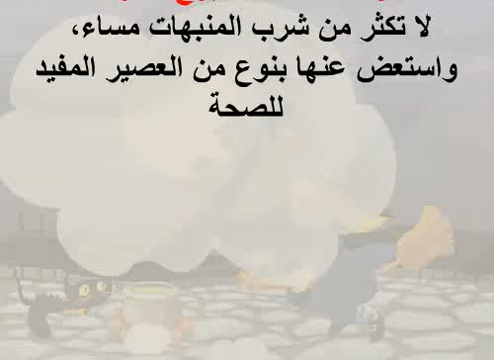 لا تكثر من شرب المنبهات مساء،
واستعض عنها بنوع من العصير المفيد
للصحة